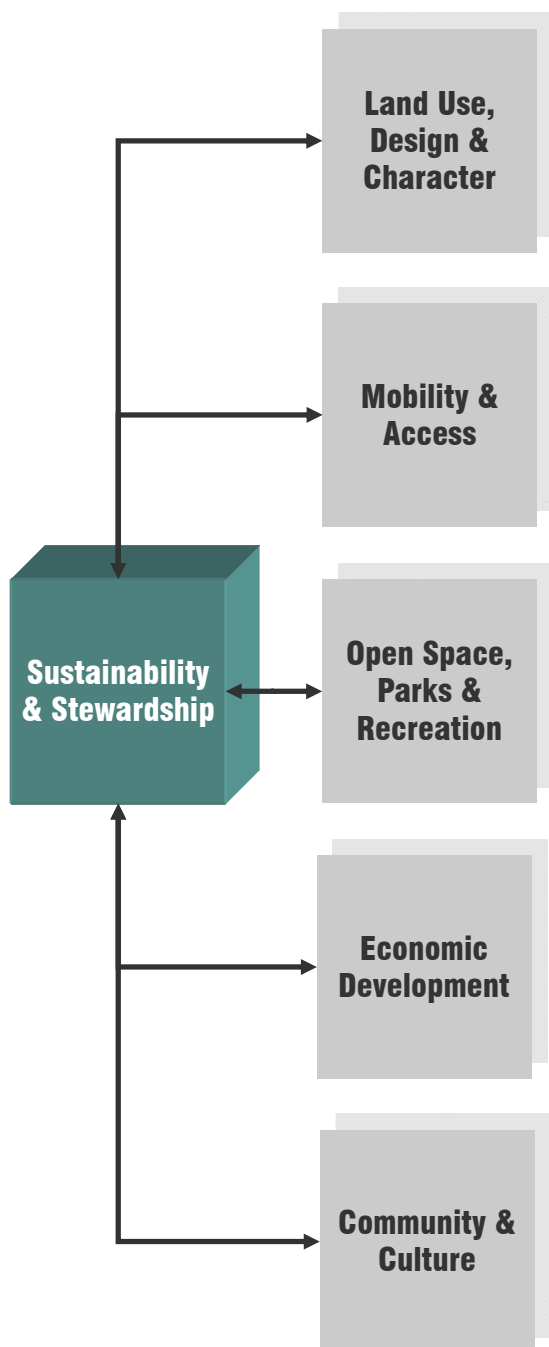 Land Use,
Design &
Character
Mobility &
Access
Sustainability
& Stewardship
Open Space,
Parks &
Recreation
Economic
Development
Community &
Culture